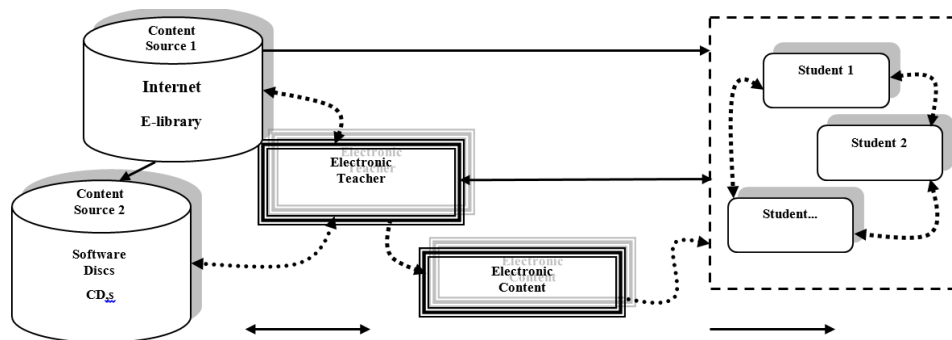 Content
Source 1
Internet
E-library
Content
Source 2
Software
Discs
CD,s
Electronic
Teacher
Electronic
Content
Student 1
Student 2
Student...